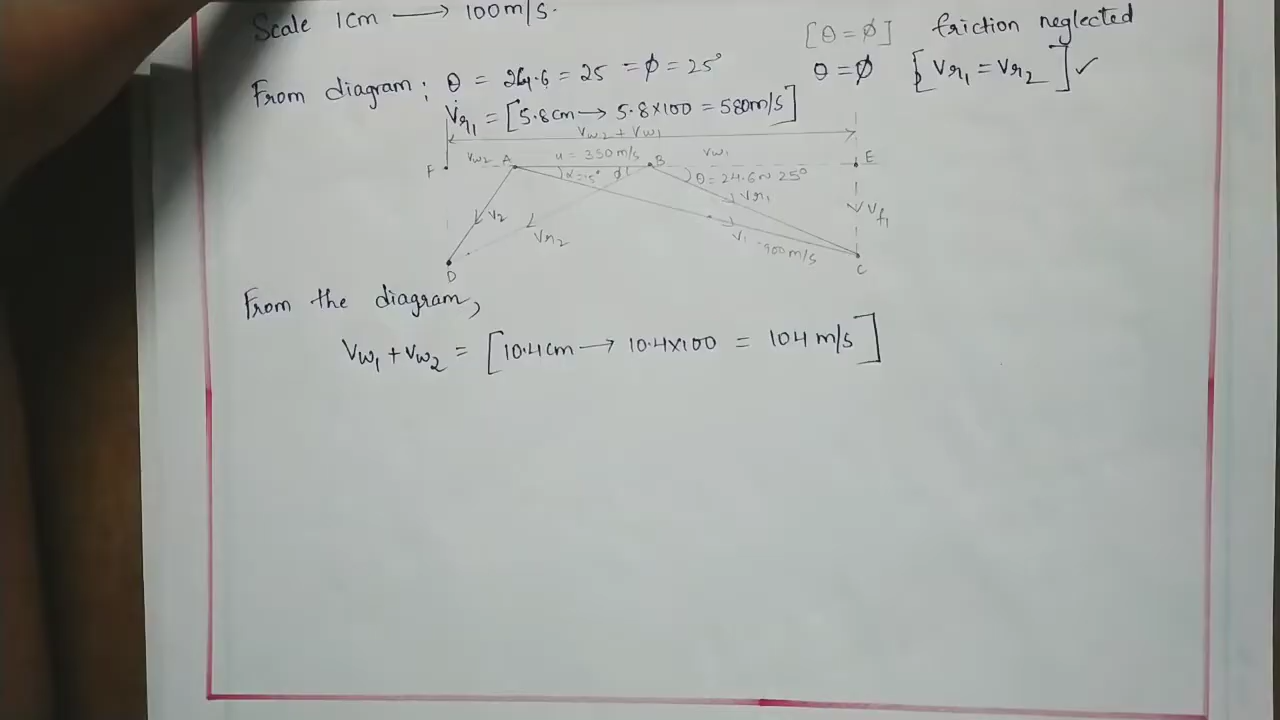 Scale 1cm → 100m/s.
[θ = ϕ] friction neglected
From diagram; θ = 24.6 = 25 = ϕ = 25°
θ = ϕ [Vr1 = Vr2] ✓
Vr1 = [5.8cm → 5.8×100 = 580m/s]
Vw2 + Vw1
F Vw2 A u = 350 m/s B Vw1 E
α=15° ϕ θ = 24.6 ~ 25°
V2 Vr2 Vr1 Vf1
V1 = 900m/s
D C
From the diagram,
Vw1 + Vw2 = [10.4cm → 10.4×100 = 104 m/s]